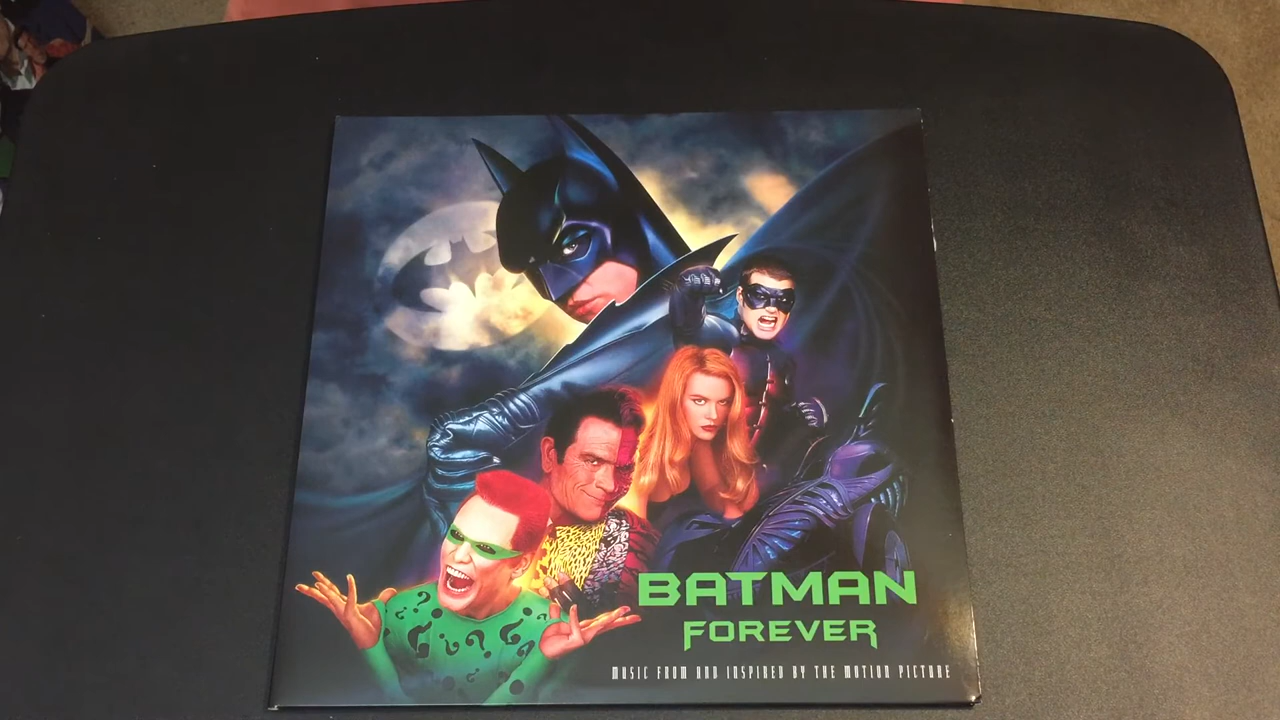 BATMAN
FOREVER
MUSIC FROM AND INSPIRED BY THE MOTION PICTURE